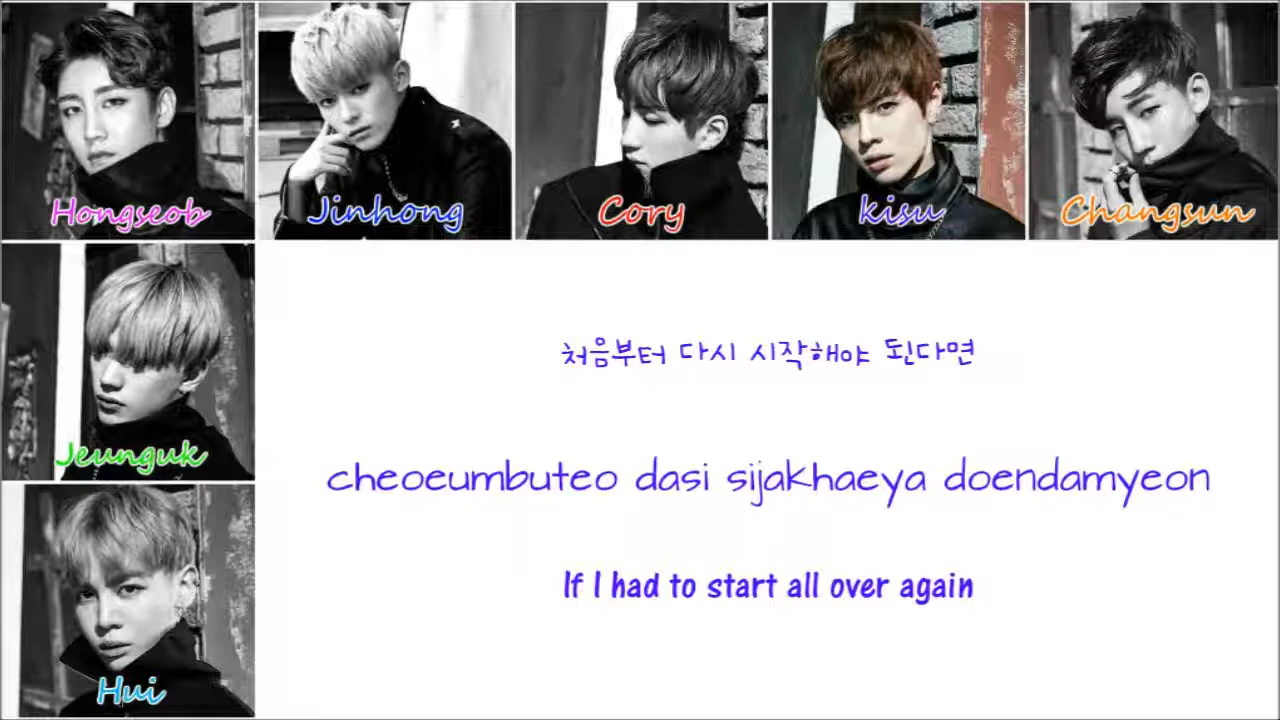 Hongseob
Jinhong
Cory
kisu
Changsun
Jeunguk
Hui
처음부터 다시 시작해야 된다면
cheoeumbuteo dasi sijakhaeya doendamyeon
If I had to start all over again